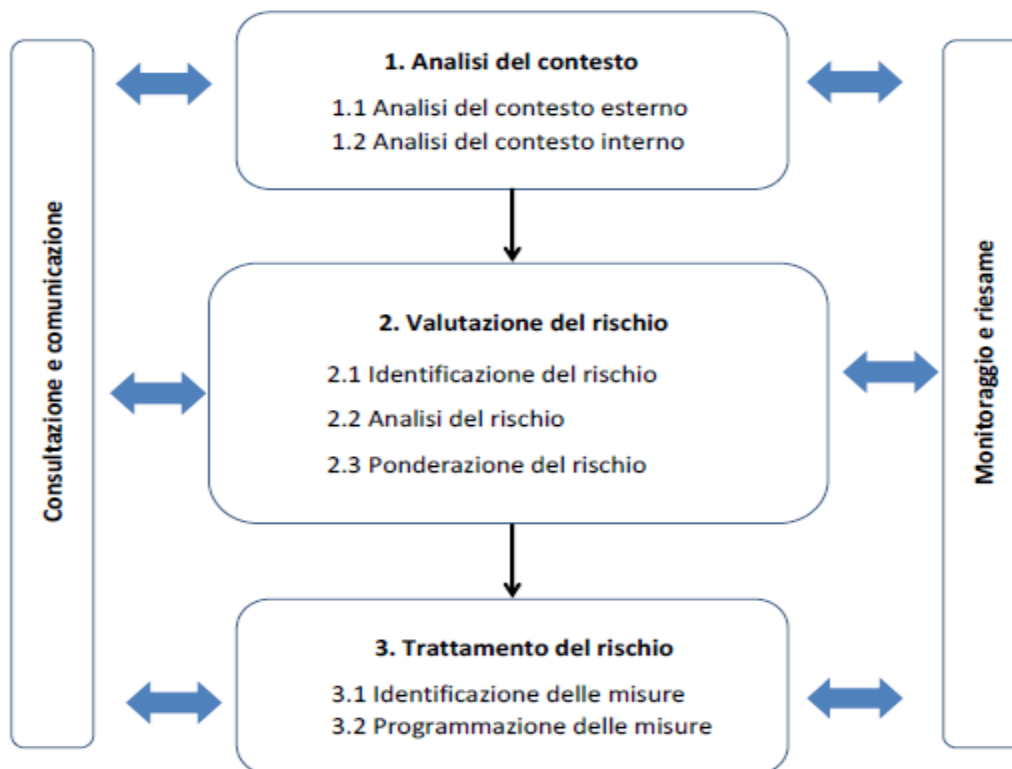 Consultazione e comunicazione
1. Analisi del contesto
1.1 Analisi del contesto esterno
1.2 Analisi del contesto interno
2. Valutazione del rischio
2.1 Identificazione del rischio
2.2 Analisi del rischio
2.3 Ponderazione del rischio
3. Trattamento del rischio
3.1 Identificazione delle misure
3.2 Programmazione delle misure
Monitoraggio e riesame